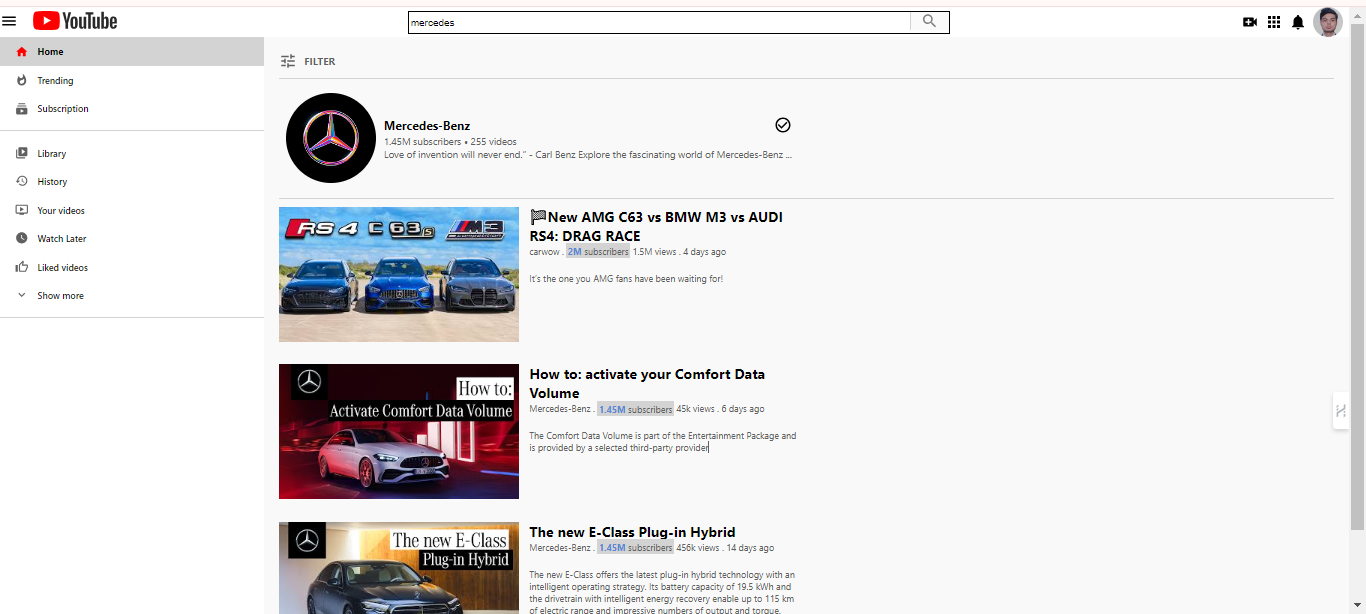 YouTube
mercedes
Home
Trending
Subscription
Library
History
Your videos
Watch Later
Liked videos
Show more
FILTER
Mercedes-Benz
1.45M subscribers • 255 videos
Love of invention will never end.” - Carl Benz Explore the fascinating world of Mercedes-Benz ...
RS 4 C 63 S M3
New AMG C63 vs BMW M3 vs AUDI
RS4: DRAG RACE
carwow . 2M subscribers 1.5M views . 4 days ago
It's the one you AMG fans have been waiting for!
How to:
Activate Comfort Data Volume
How to: activate your Comfort Data
Volume
Mercedes-Benz . 1.45M subscribers 45k views . 6 days ago
The Comfort Data Volume is part of the Entertainment Package and
is provided by a selected third-party provider
The new E-Class
Plug-in Hybrid
The new E-Class Plug-in Hybrid
Mercedes-Benz . 1.45M subscribers 456k views . 14 days ago
The new E-Class offers the latest plug-in hybrid technology with an
intelligent operating strategy. Its battery capacity of 19.5 kWh and
the drivetrain with intelligent energy recovery enable up to 115 km
of electric range and impressive numbers of output and torque.